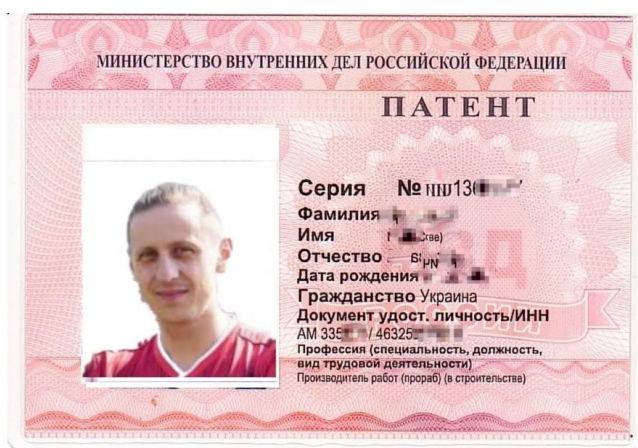 МИНИСТЕРСТВО ВНУТРЕННИХ ДЕЛ РОССИЙСКОЙ ФЕДЕРАЦИИ
ПАТЕНТ
Серия № 13
Фамилия
Имя
Отчество
Дата рождения
Гражданство Украина
Документ удост. личность/ИНН
АМ 335 / 46325
Профессия (специальность, должность,
вид трудовой деятельности)
Производитель работ (прораб) (в строительстве)